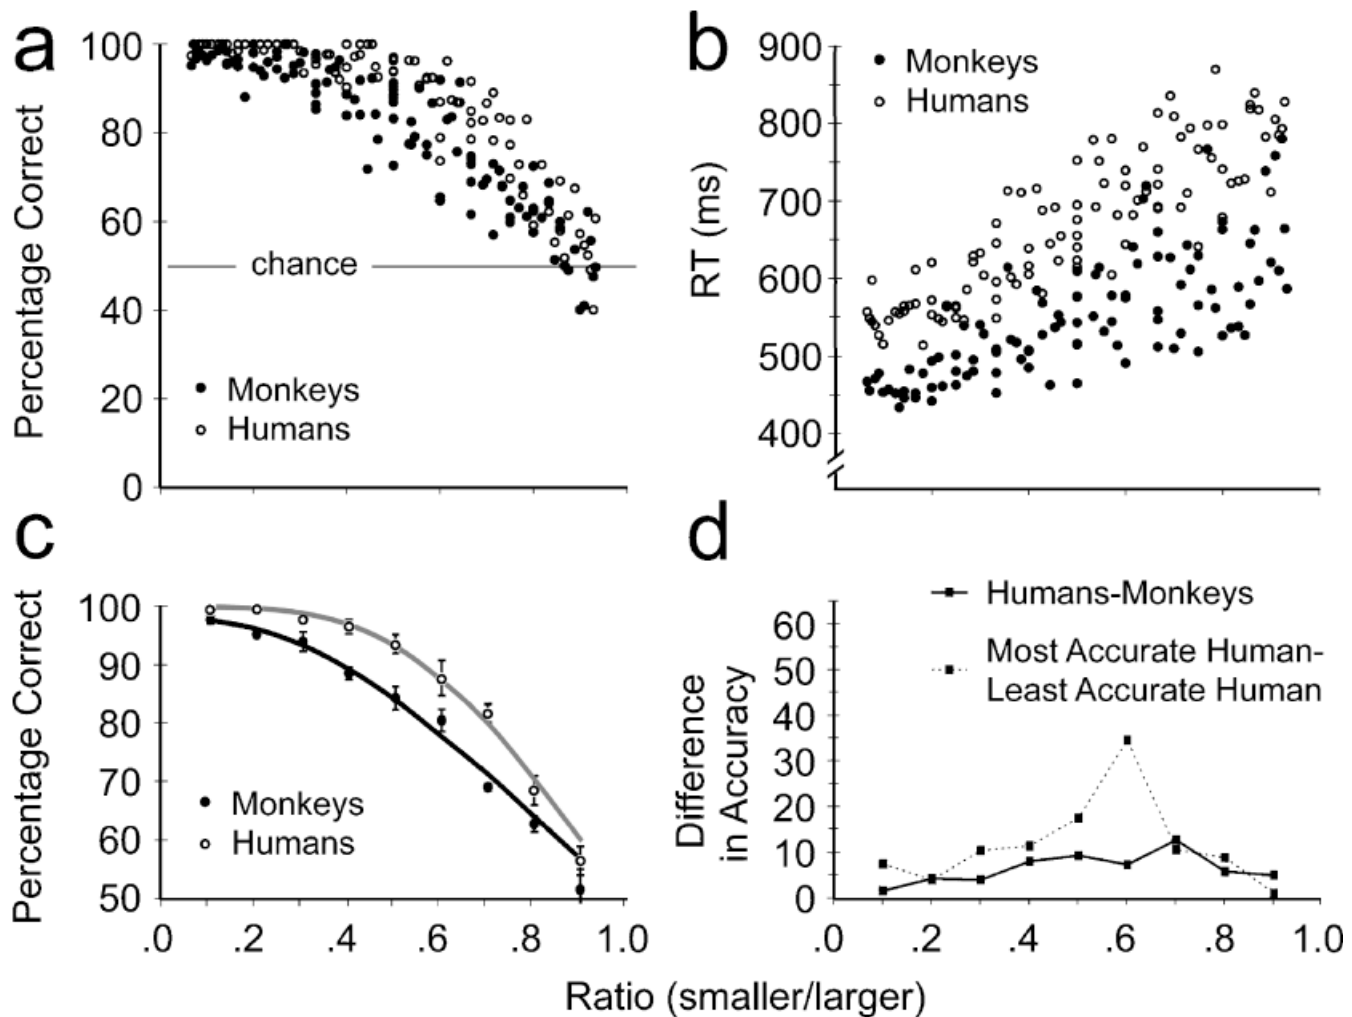 a
Percentage Correct
100
80
60
40
20
0
chance
Monkeys
Humans
b
RT (ms)
900
800
700
600
500
400
Monkeys
Humans
c
Percentage Correct
100
90
80
70
60
50
Monkeys
Humans
.0 .2 .4 .6 .8 1.0
d
Difference
in Accuracy
60
50
40
30
20
10
0
Humans-Monkeys
Most Accurate Human-
Least Accurate Human
.0 .2 .4 .6 .8 1.0
Ratio (smaller/larger)